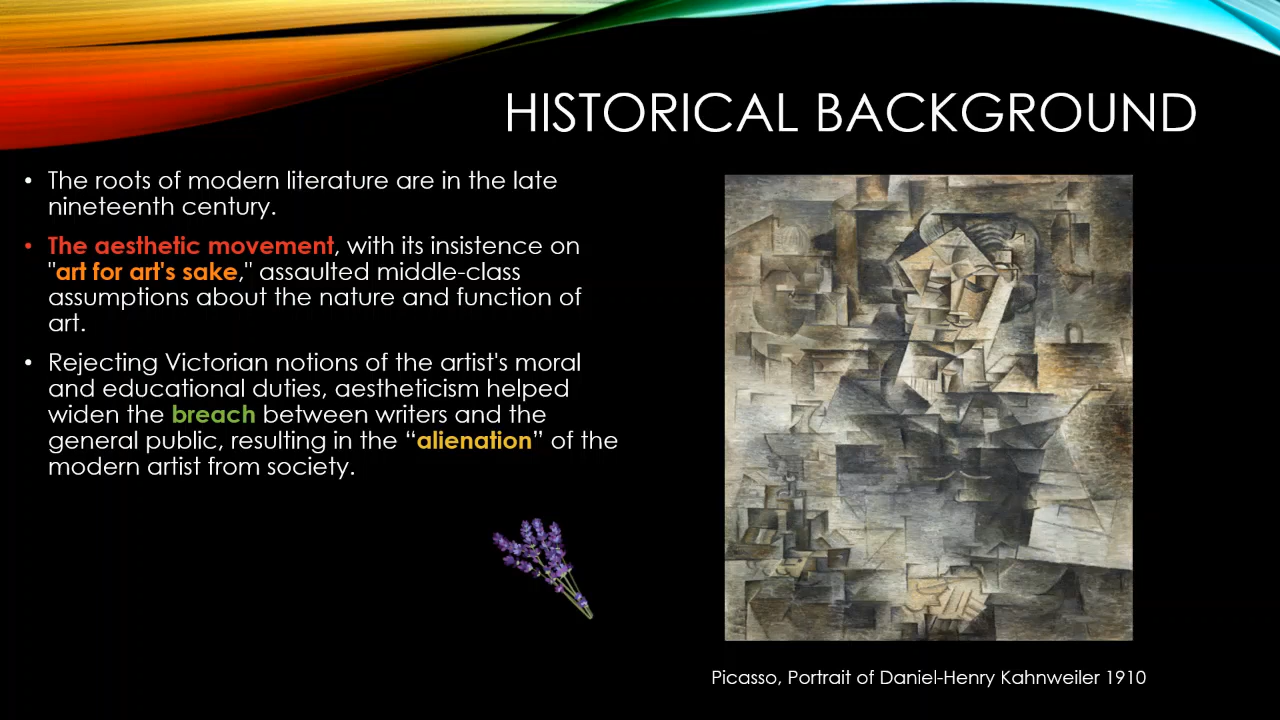 HISTORICAL BACKGROUND
• The roots of modern literature are in the late
nineteenth century.
• The aesthetic movement, with its insistence on
"art for art's sake," assaulted middle-class
assumptions about the nature and function of
art.
• Rejecting Victorian notions of the artist's moral
and educational duties, aestheticism helped
widen the breach between writers and the
general public, resulting in the “alienation” of the
modern artist from society.
Picasso, Portrait of Daniel-Henry Kahnweiler 1910